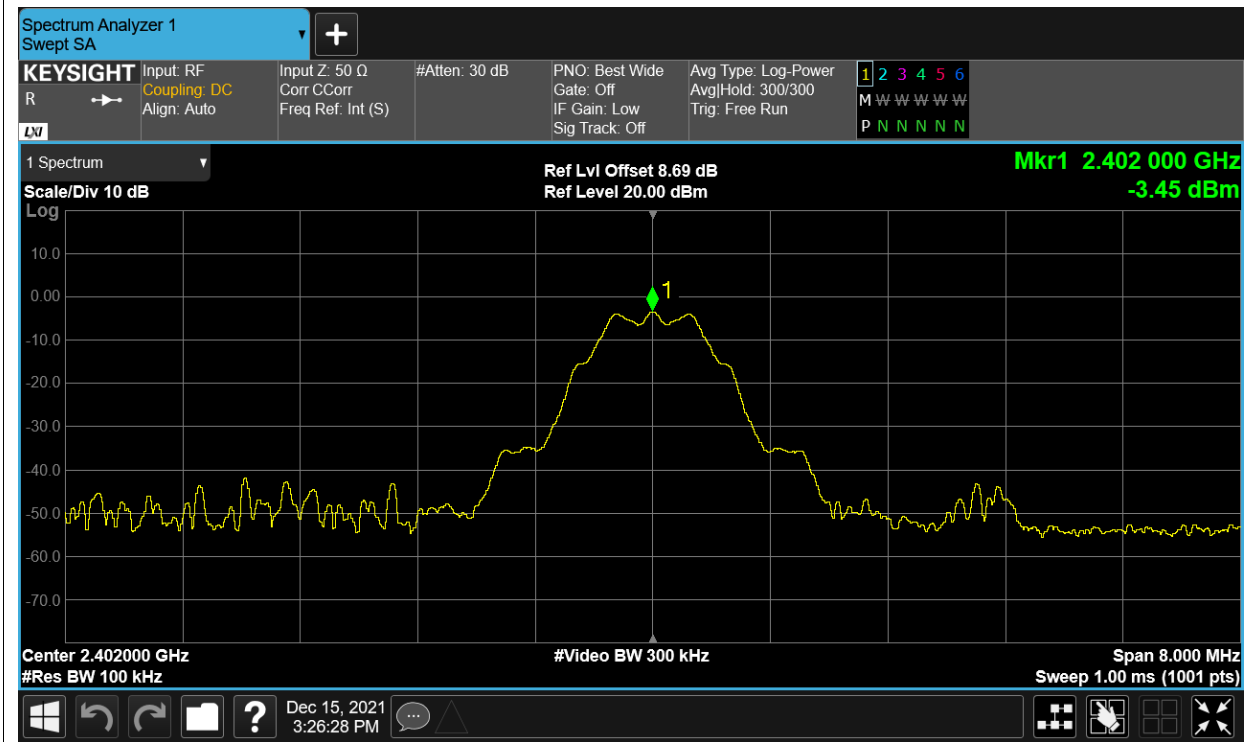 Spectrum Analyzer 1
Swept SA
KEYSIGHT
R
LXI
Input: RF
Coupling: DC
Align: Auto
Input Z: 50 Ω
Corr CCorr
Freq Ref: Int (S)
#Atten: 30 dB
PNO: Best Wide
Gate: Off
IF Gain: Low
Sig Track: Off
Avg Type: Log-Power
Avg|Hold: 300/300
Trig: Free Run
1 2 3 4 5 6
M W W W W W
P N N N N N
1 Spectrum
Scale/Div 10 dB
Log
Ref Lvl Offset 8.69 dB
Ref Level 20.00 dBm
Mkr1 2.402 000 GHz
-3.45 dBm
10.0
0.00
-10.0
-20.0
-30.0
-40.0
-50.0
-60.0
-70.0
1
Center 2.402000 GHz
#Res BW 100 kHz
#Video BW 300 kHz
Span 8.000 MHz
Sweep 1.00 ms (1001 pts)
?
Dec 15, 2021
3:26:28 PM